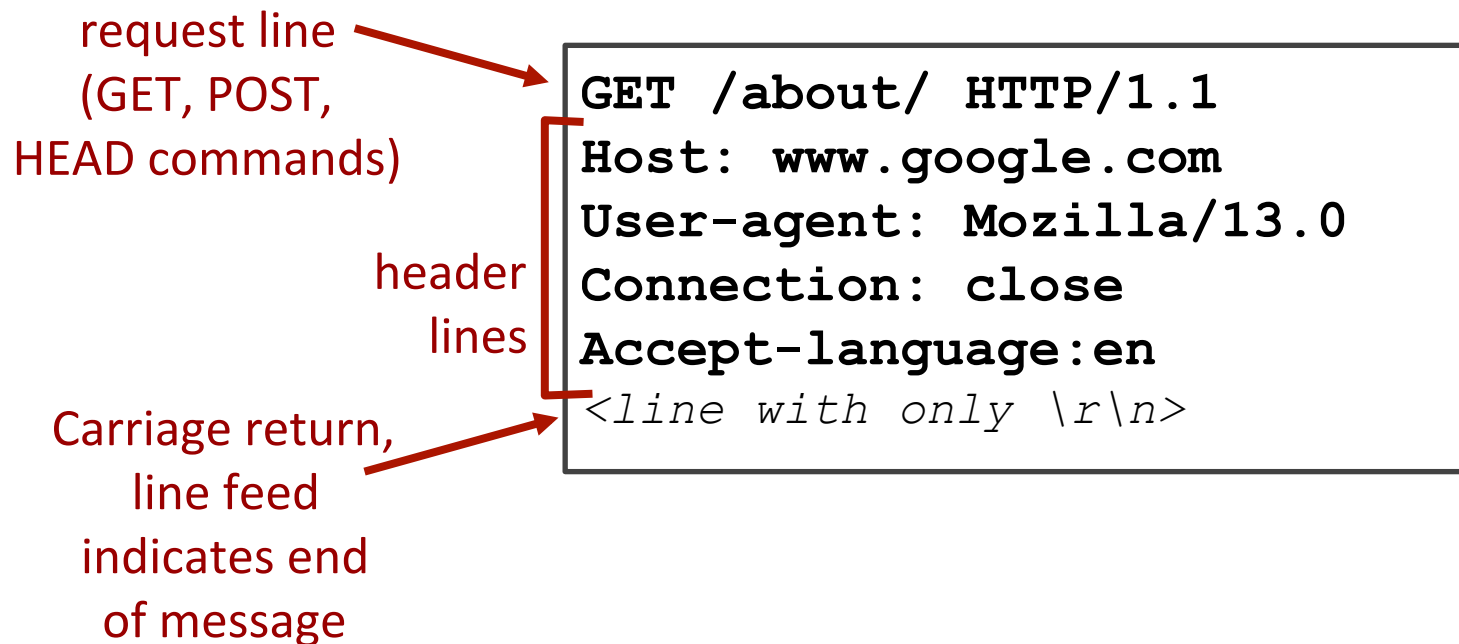 request line
(GET, POST,
HEAD commands)
GET /about/ HTTP/1.1
Host: www.google.com
User-agent: Mozilla/13.0
Connection: close
Accept-language:en
<line with only \r\n>
header
lines
Carriage return,
line feed
indicates end
of message